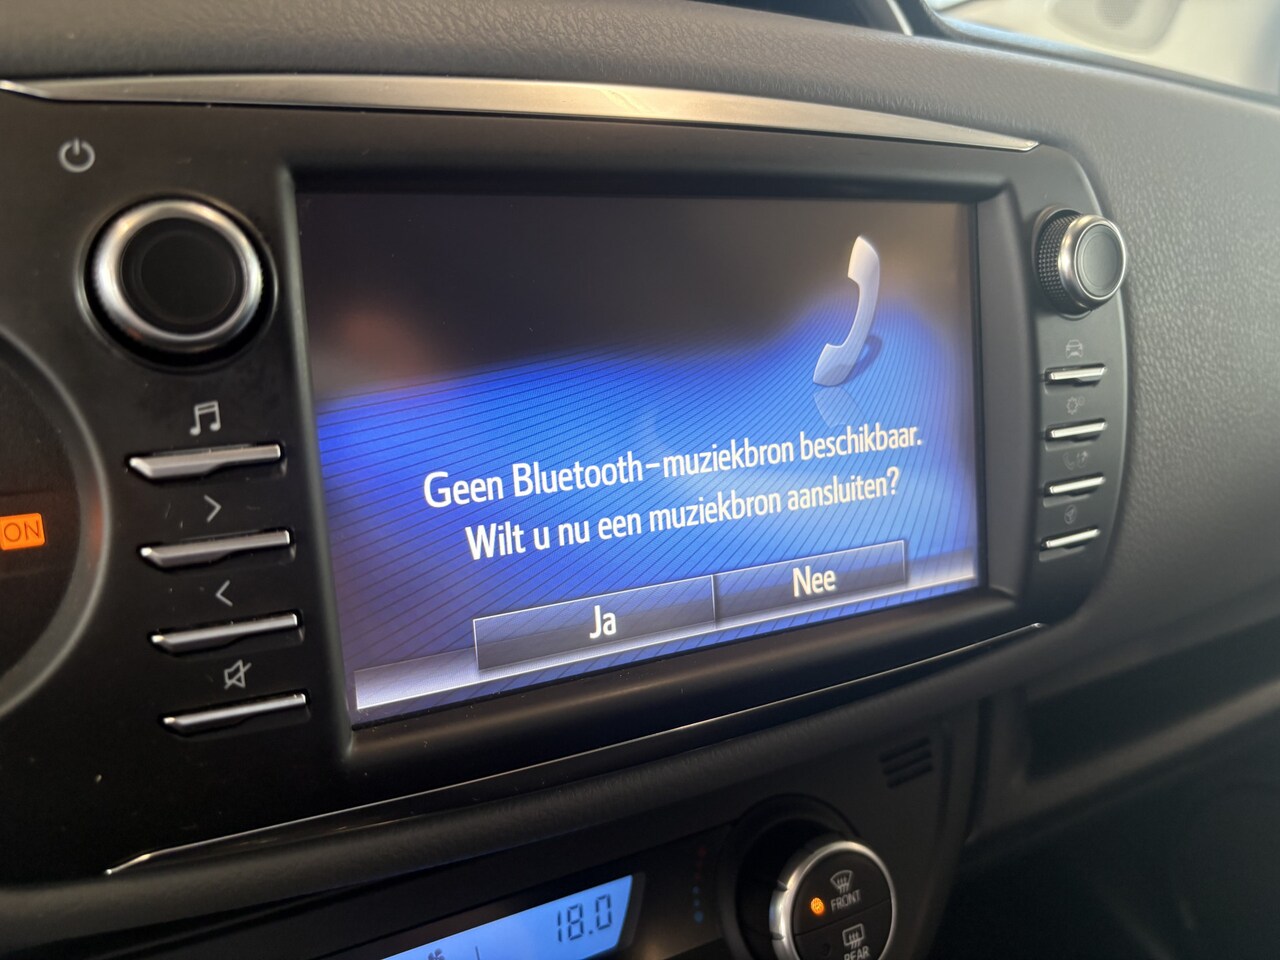 Geen Bluetooth-muziekbron beschikbaar.
Wilt u nu een muziekbron aansluiten?
Ja
Nee
ON
18.0
FRONT
REAR